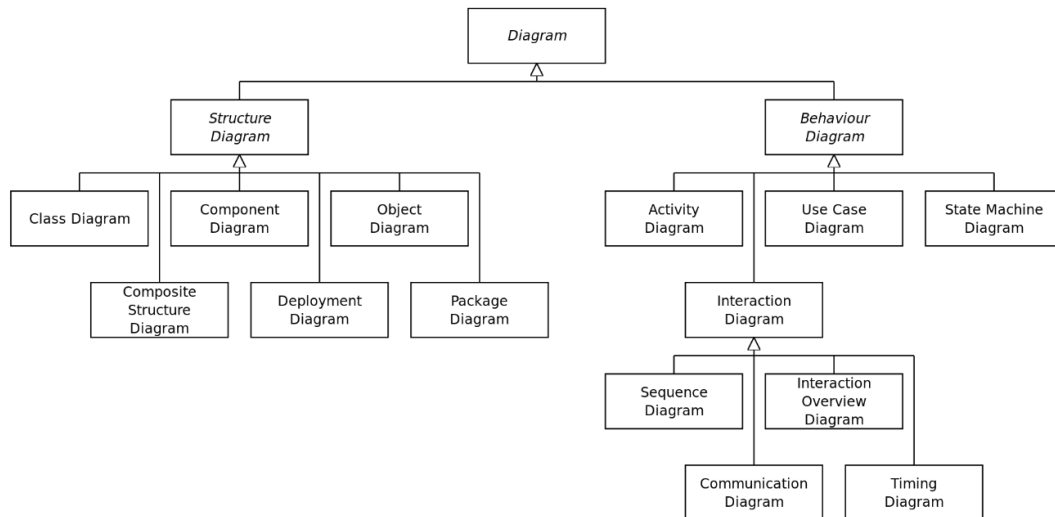 Diagram
Structure
Diagram
Behaviour
Diagram
Class Diagram
Component
Diagram
Object
Diagram
Activity
Diagram
Use Case
Diagram
State Machine
Diagram
Composite
Structure
Diagram
Deployment
Diagram
Package
Diagram
Interaction
Diagram
Sequence
Diagram
Interaction
Overview
Diagram
Communication
Diagram
Timing
Diagram